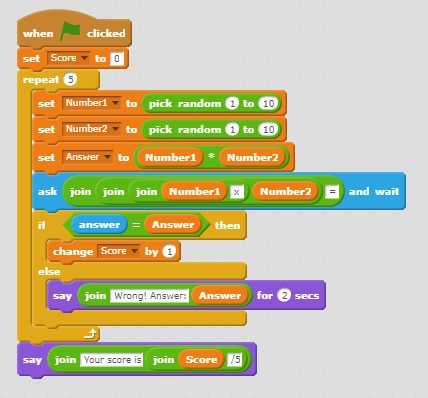 when clicked
set Score to 0
repeat 5
set Number1 to pick random 1 to 10
set Number2 to pick random 1 to 10
set Answer to Number1 * Number2
ask join join join Number1 x Number2 = and wait
if answer = Answer then
change Score by 1
else
say join Wrong! Answer: Answer for 2 secs
say join Your score is join Score /5